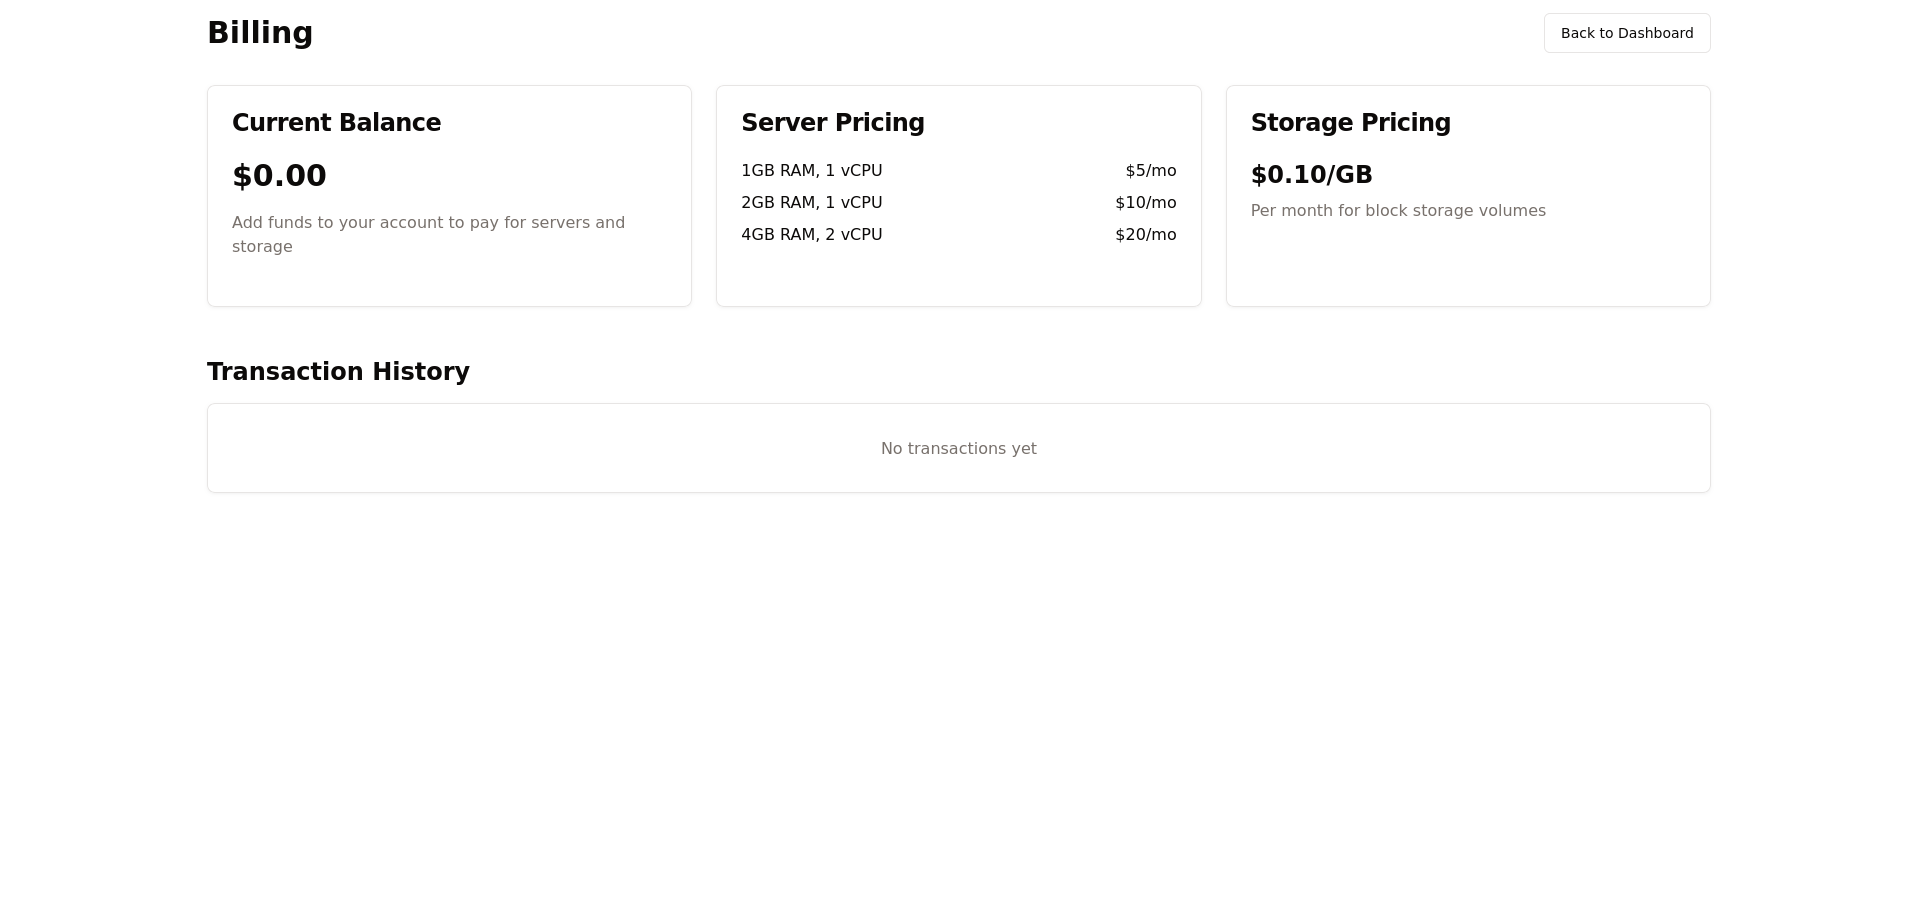 Billing
Back to Dashboard
Current Balance
$0.00
Add funds to your account to pay for servers and
storage
Server Pricing
1GB RAM, 1 vCPU $5/mo
2GB RAM, 1 vCPU $10/mo
4GB RAM, 2 vCPU $20/mo
Storage Pricing
$0.10/GB
Per month for block storage volumes
Transaction History
No transactions yet